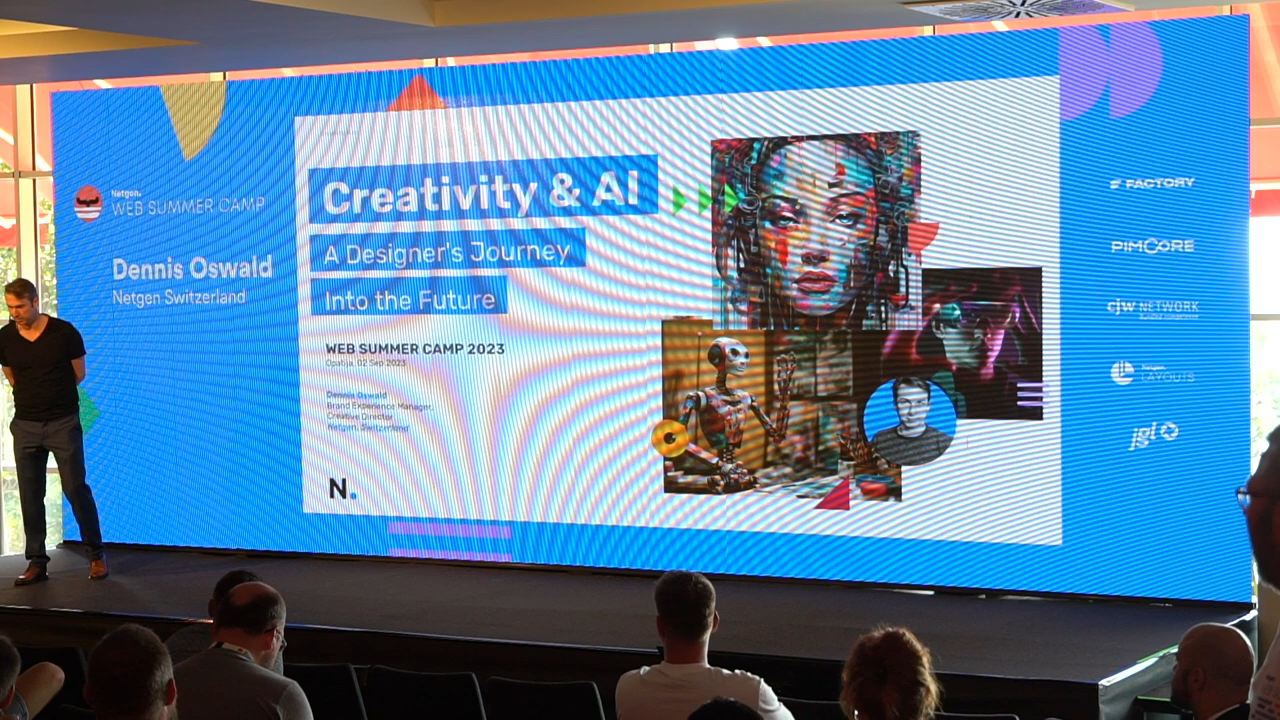 Netgen.
WEB SUMMER CAMP
Dennis Oswald
Netgen Switzerland
Creativity & AI
A Designer's Journey
Into the Future
WEB SUMMER CAMP 2023
Opatija, 02 Sep 2023
Dennis Oswald
Brand Experience Manager,
Creative Director
Netgen Switzerland
N.
FACTORY
PIMCORE
cjw NETWORK
Netgen.
LAYOUTS
jgl